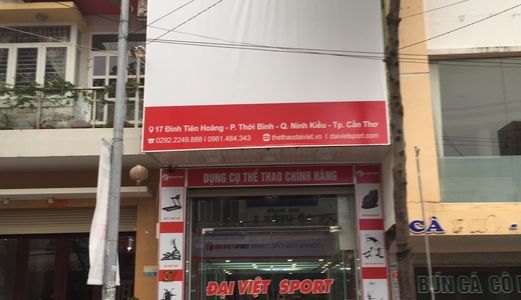 17 Đinh Tiên Hoàng - P. Thới Bình - Q. Ninh Kiều - Tp. Cần Thơ
0292.2249.888 | 0961.484.343 thethaodaiviet.vn | daivietsport.com
DỤNG CỤ THỂ THAO CHÍNH HÃNG
ĐẠI VIỆT SPORT
CÂ
BÚN CÁ CÔ